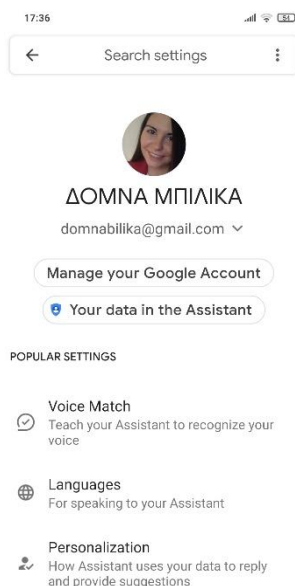 17:36
51
Search settings
ΔΟΜΝΑ ΜΠΙΛΙΚΑ
domnabilika@gmail.com
Manage your Google Account
Your data in the Assistant
POPULAR SETTINGS
Voice Match
Teach your Assistant to recognize your
voice
Languages
For speaking to your Assistant
Personalization
How Assistant uses your data to reply
and provide suggestions